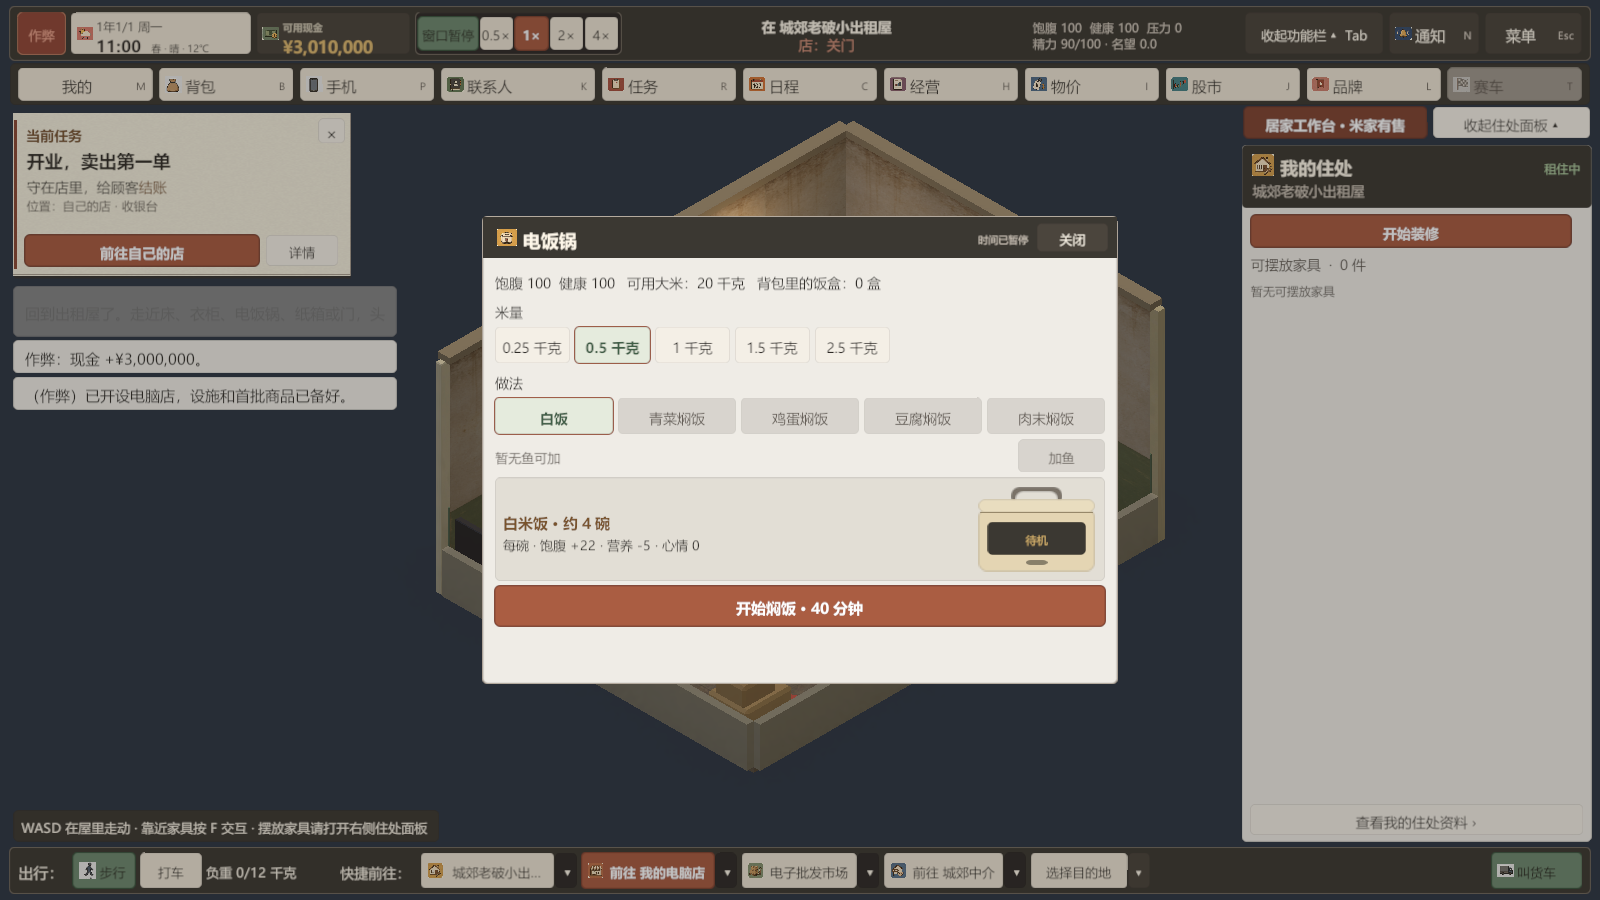 作弊
1年1/1 周一
11:00 春 · 晴 · 12℃
可用现金
¥3,010,000
窗口暂停 0.5× 1× 2× 4×
在 城郊老破小出租屋
店：关门
饱腹 100 健康 100 压力 0
精力 90/100 · 名望 0.0
收起功能栏 ▴ Tab
通知 N
菜单 Esc
我的 M
背包 B
手机 P
联系人 K
任务 R
日程 C
经营 H
物价 I
股市 J
品牌 L
赛车 T
当前任务 ×
开业，卖出第一单
守在店里，给顾客结账
位置：自己的店 · 收银台
前往自己的店 详情
回到出租屋了。走近床、衣柜、电饭锅、纸箱或门，头
作弊：现金 +¥3,000,000。
（作弊）已开设电脑店，设施和首批商品已备好。
电饭锅 时间已暂停 关闭
饱腹 100 健康 100 可用大米：20 千克 背包里的饭盒：0 盒
米量
0.25 千克 0.5 千克 1 千克 1.5 千克 2.5 千克
做法
白饭 青菜焖饭 鸡蛋焖饭 豆腐焖饭 肉末焖饭
暂无鱼可加 加鱼
白米饭 • 约 4 碗
每碗 · 饱腹 +22 · 营养 -5 · 心情 0
待机
开始焖饭 • 40 分钟
居家工作台 • 米家有售 收起住处面板 ▴
我的住处 租住中
城郊老破小出租屋
开始装修
可摆放家具 · 0 件
暂无可摆放家具
查看我的住处资料 ›
WASD 在屋里走动 · 靠近家具按 F 交互 · 摆放家具请打开右侧住处面板
出行： 步行 打车 负重 0/12 千克 快捷前往： 城郊老破小出... ▾ 前往 我的电脑店 ▾ 电子批发市场 ▾ 前往 城郊中介 ▾ 选择目的地 ▾ 叫货车